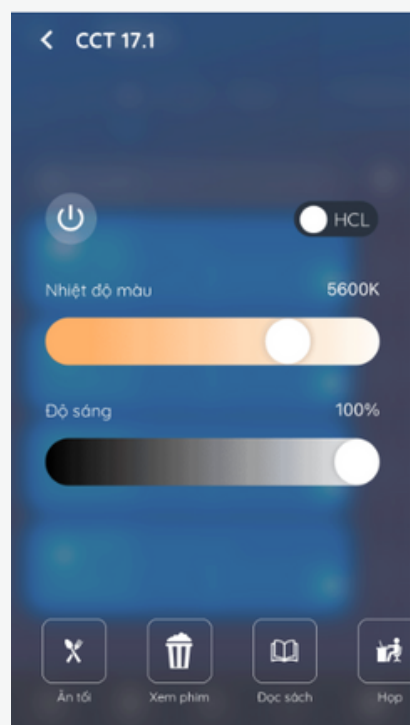 CCT 17.1
HCL
Nhiệt độ màu 5600K
Độ sáng 100%
Ăn tối Xem phim Đọc sách Họp